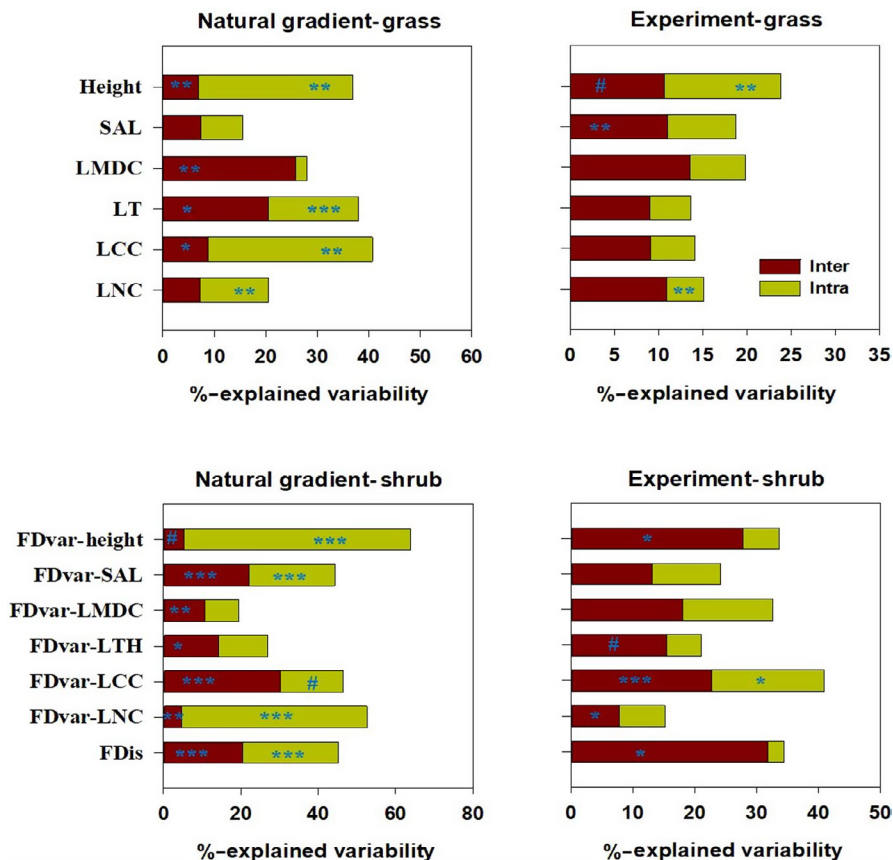 Natural gradient-grass
Experiment-grass
Height
SAL
LMDC
LT
LCC
LNC
** **
**
* ***
* **
**
# **
**
**
Inter
Intra
0 10 20 30 40 50 60
0 5 10 15 20 25 30 35
%-explained variability
%-explained variability
Natural gradient-shrub
Experiment-shrub
FDvar-height
FDvar-SAL
FDvar-LMDC
FDvar-LTH
FDvar-LCC
FDvar-LNC
FDis
# ***
*** ***
**
*
*** #
** ***
*** ***
*
#
*** *
*
*
0 20 40 60 80
0 10 20 30 40 50
%-explained variability
%-explained variability